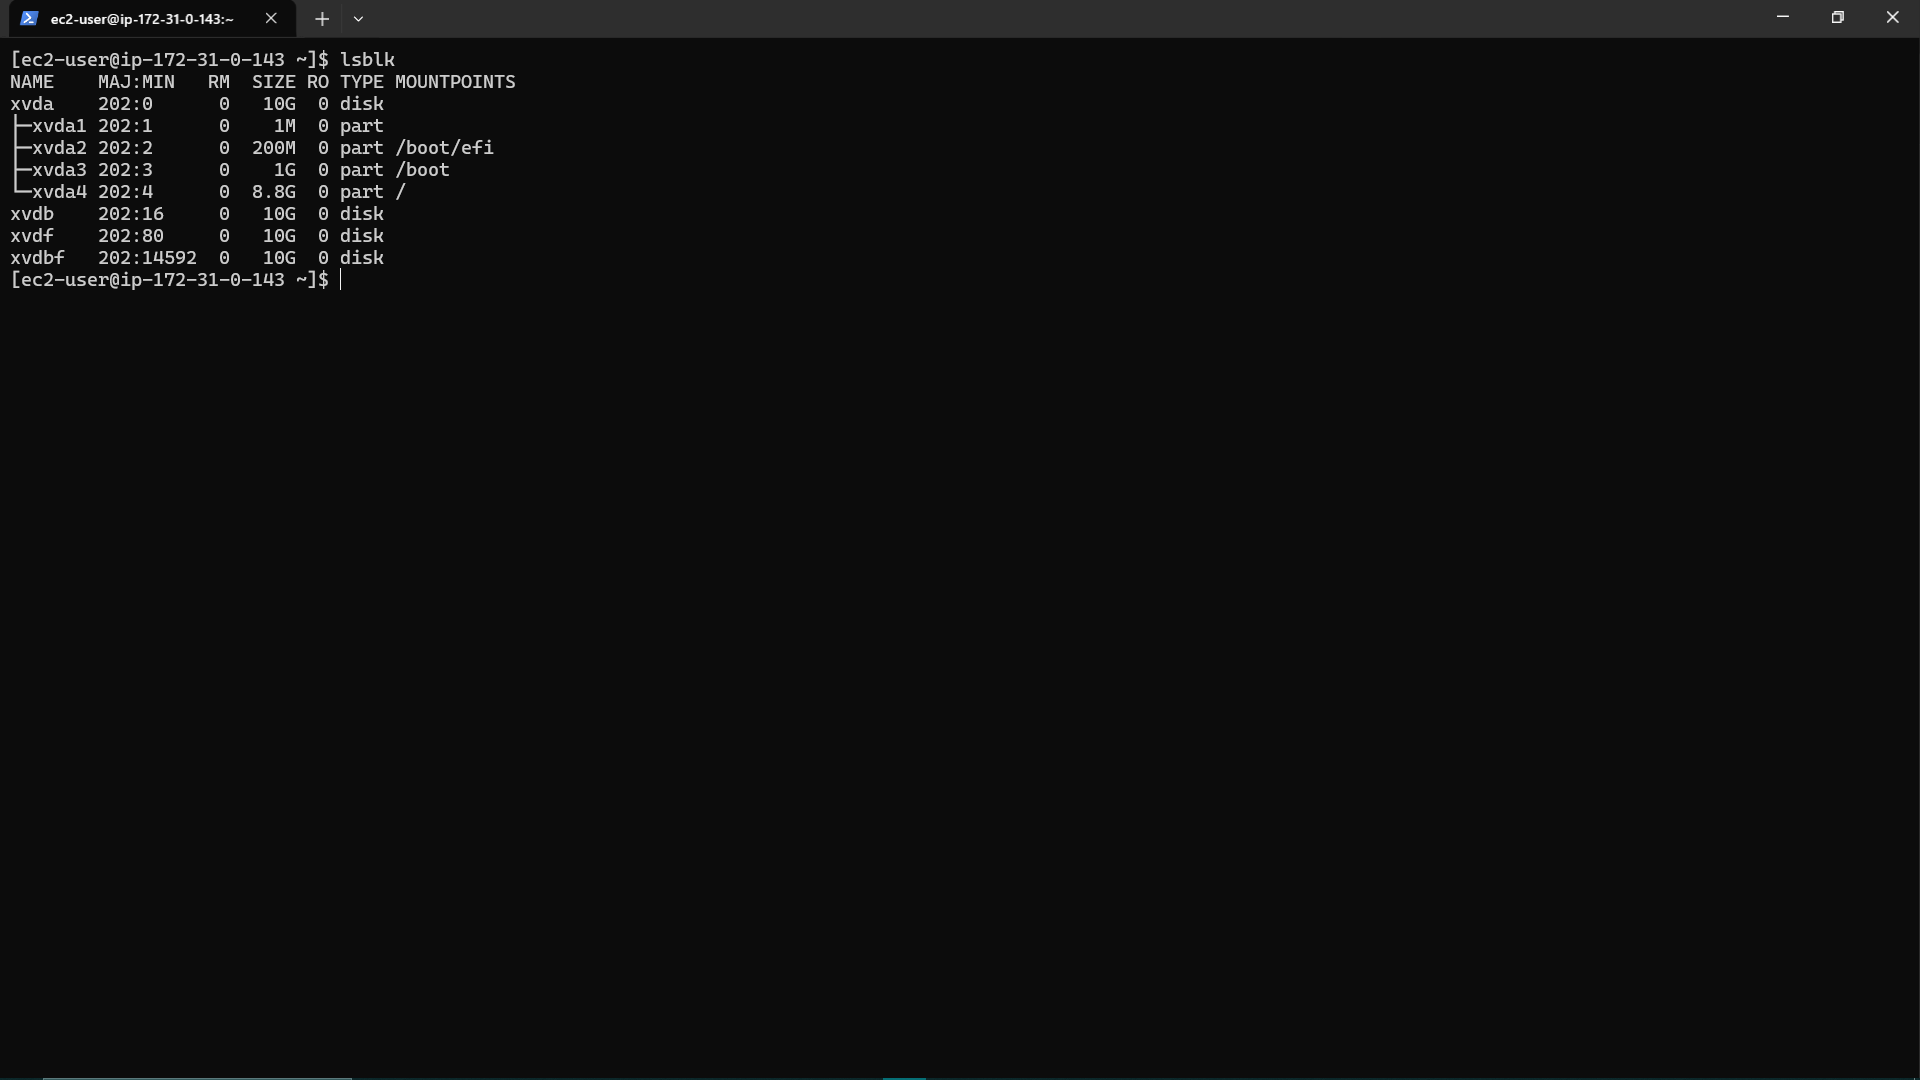 ec2-user@ip-172-31-0-143:~
[ec2-user@ip-172-31-0-143 ~]$ lsblk
NAME    MAJ:MIN   RM  SIZE RO TYPE MOUNTPOINTS
xvda    202:0      0   10G  0 disk
├─xvda1 202:1      0    1M  0 part
├─xvda2 202:2      0  200M  0 part /boot/efi
├─xvda3 202:3      0    1G  0 part /boot
└─xvda4 202:4      0  8.8G  0 part /
xvdb    202:16     0   10G  0 disk
xvdf    202:80     0   10G  0 disk
xvdbf   202:14592  0   10G  0 disk
[ec2-user@ip-172-31-0-143 ~]$